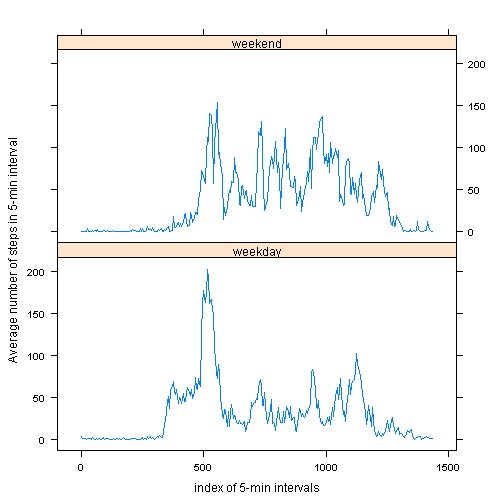 weekend
200
150
100
50
0
weekday
200
150
100
50
0
0 500 1000 1500
index of 5-min intervals
Average number of steps in 5-min interval